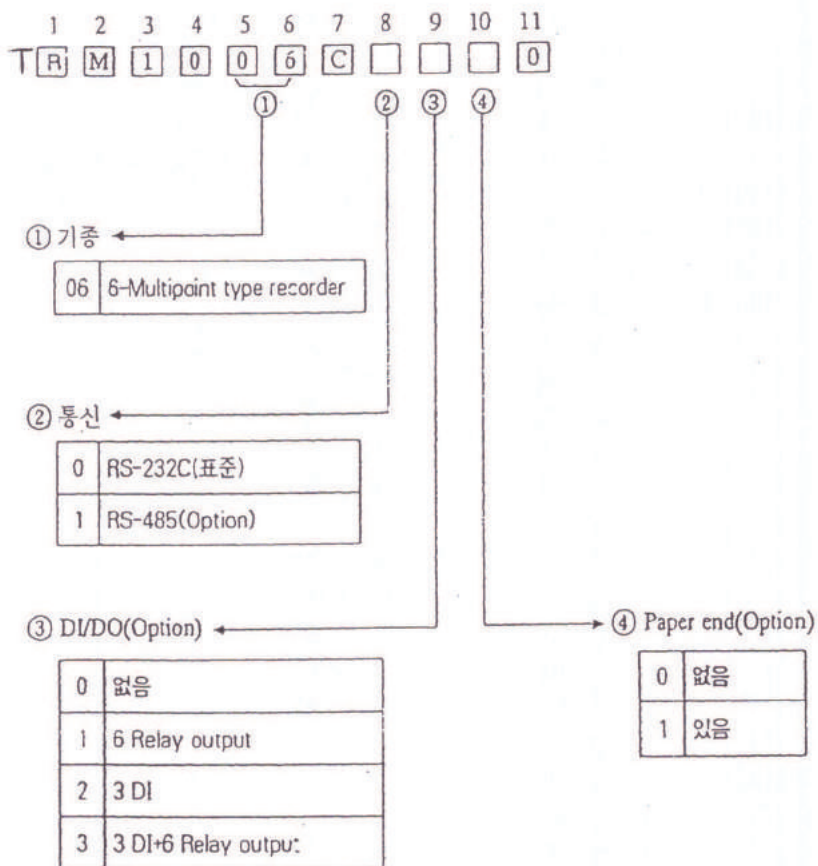 1 2 3 4 5 6 7 8 9 10 11
T R M 1 0 0 6 C 0
① ② ③ ④
① 기종
06 6-Multipoint type recorder
② 통신
0 RS-232C(표준)
1 RS-485(Option)
③ DI/DO(Option)
0 없음
1 6 Relay output
2 3 DI
3 3 DI+6 Relay output
④ Paper end(Option)
0 없음
1 있음